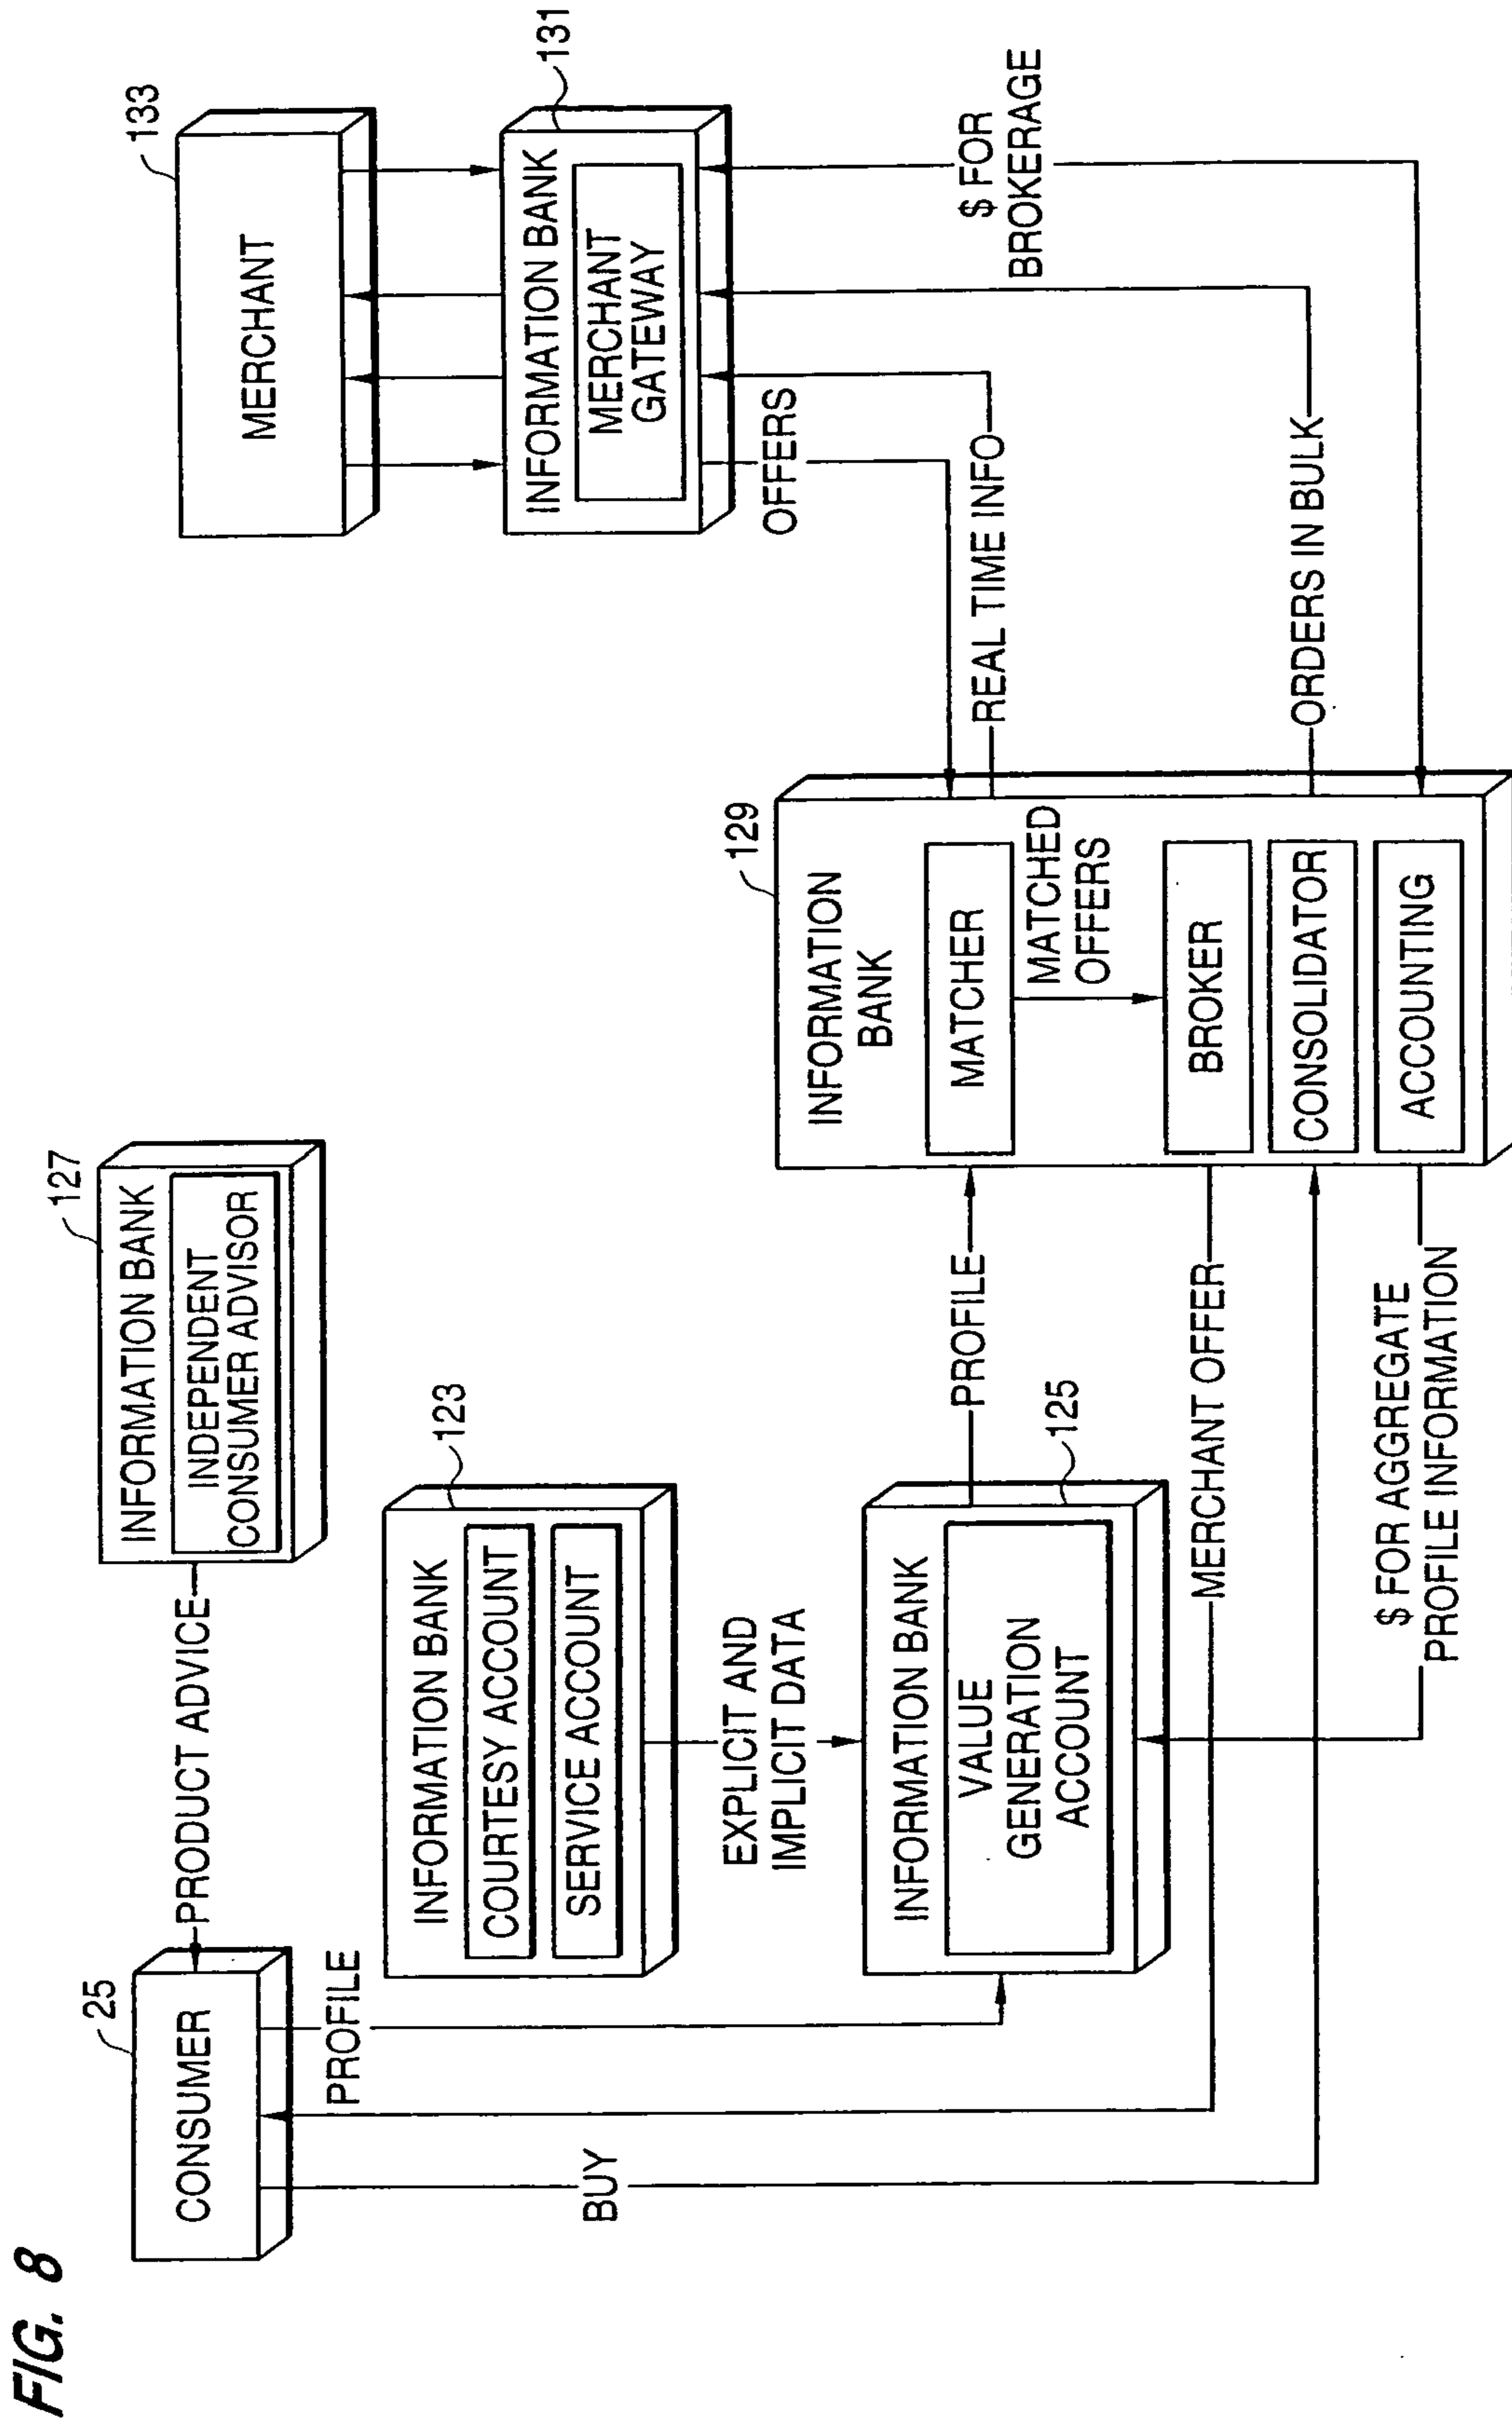 FIG. 8
25
CONSUMER
PRODUCT ADVICE
127
INFORMATION BANK
INDEPENDENT
CONSUMER ADVISOR
133
MERCHANT
PROFILE
BUY
123
INFORMATION BANK
COURTESY ACCOUNT
SERVICE ACCOUNT
131
INFORMATION BANK
MERCHANT
GATEWAY
EXPLICIT AND
IMPLICIT DATA
OFFERS
125
INFORMATION BANK
VALUE
GENERATION
ACCOUNT
PROFILE
129
INFORMATION
BANK
MATCHER
MATCHED
OFFERS
BROKER
CONSOLIDATOR
ACCOUNTING
REAL TIME INFO
$ FOR
BROKERAGE
MERCHANT OFFER
ORDERS IN BULK
$ FOR AGGREGATE
PROFILE INFORMATION